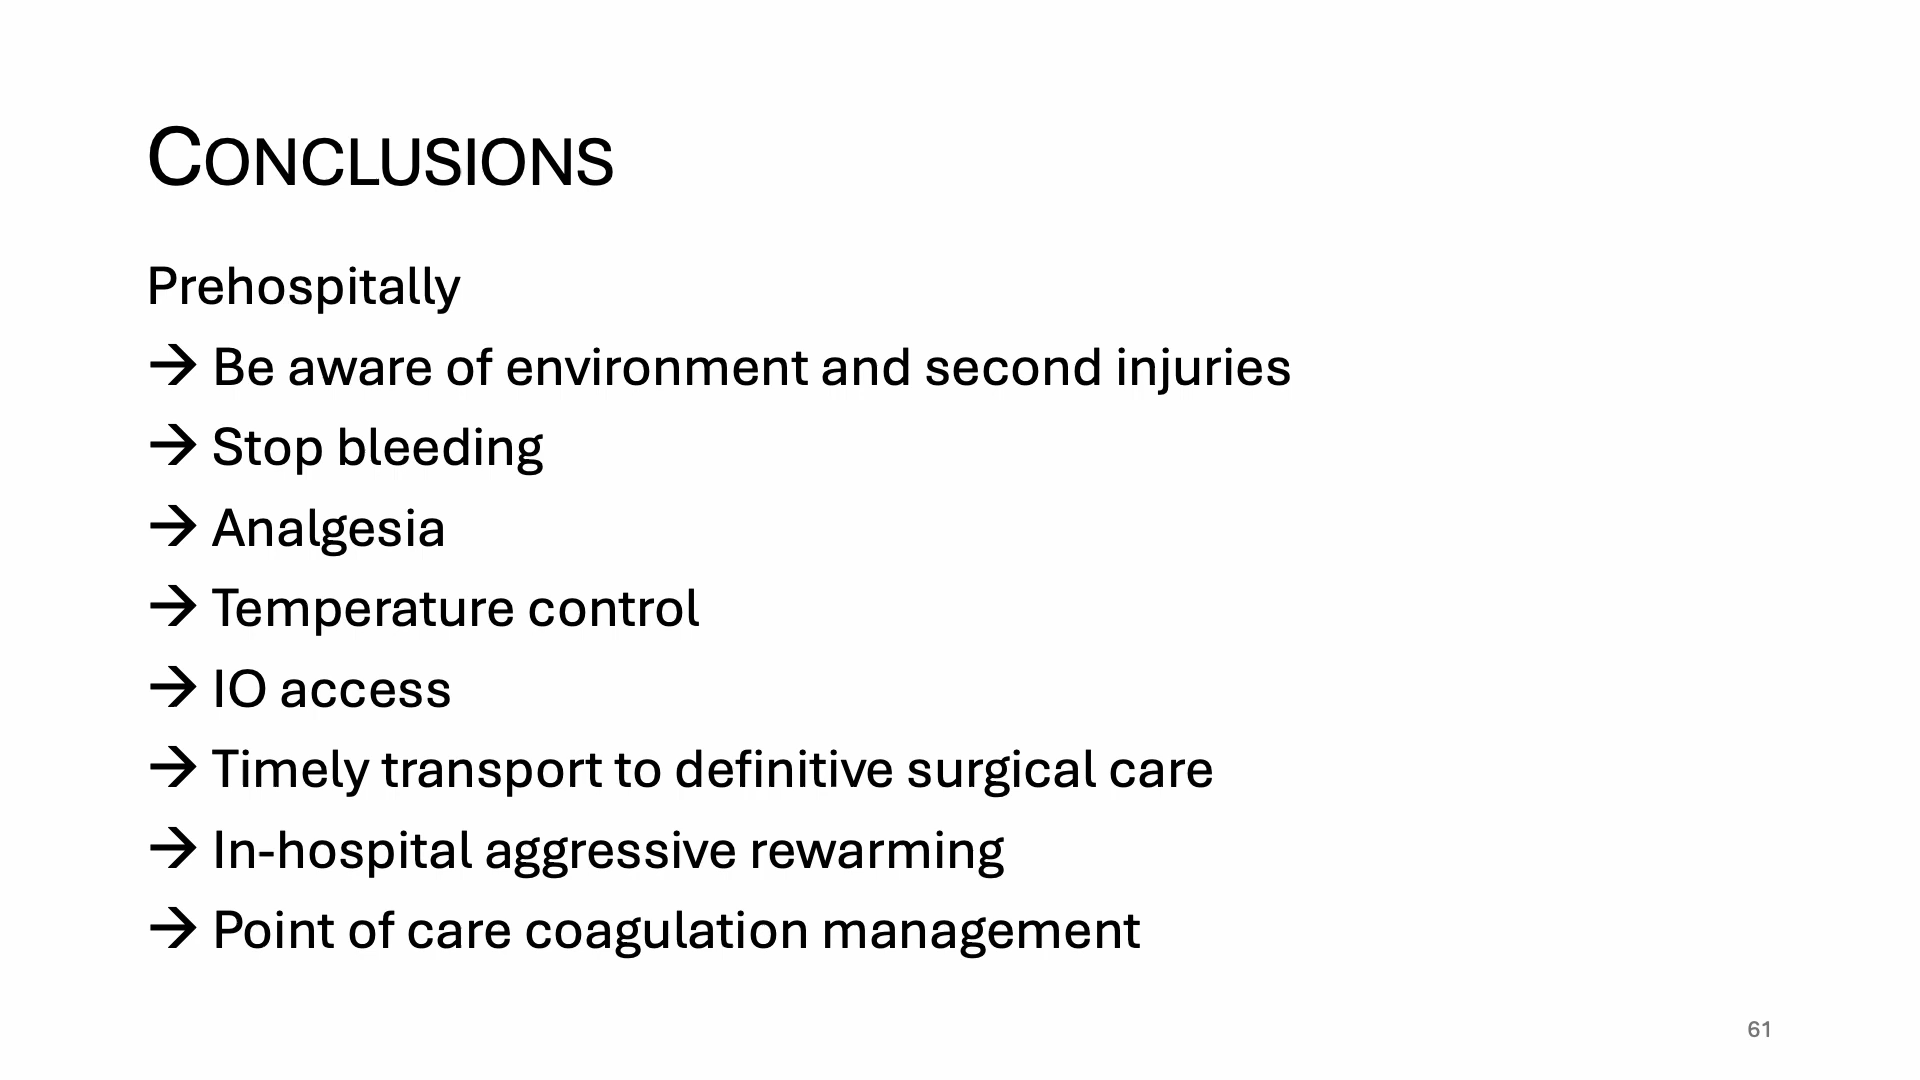 CONCLUSIONS
Prehospitally
→ Be aware of environment and second injuries
→ Stop bleeding
→ Analgesia
→ Temperature control
→ IO access
→ Timely transport to definitive surgical care
→ In-hospital aggressive rewarming
→ Point of care coagulation management
61